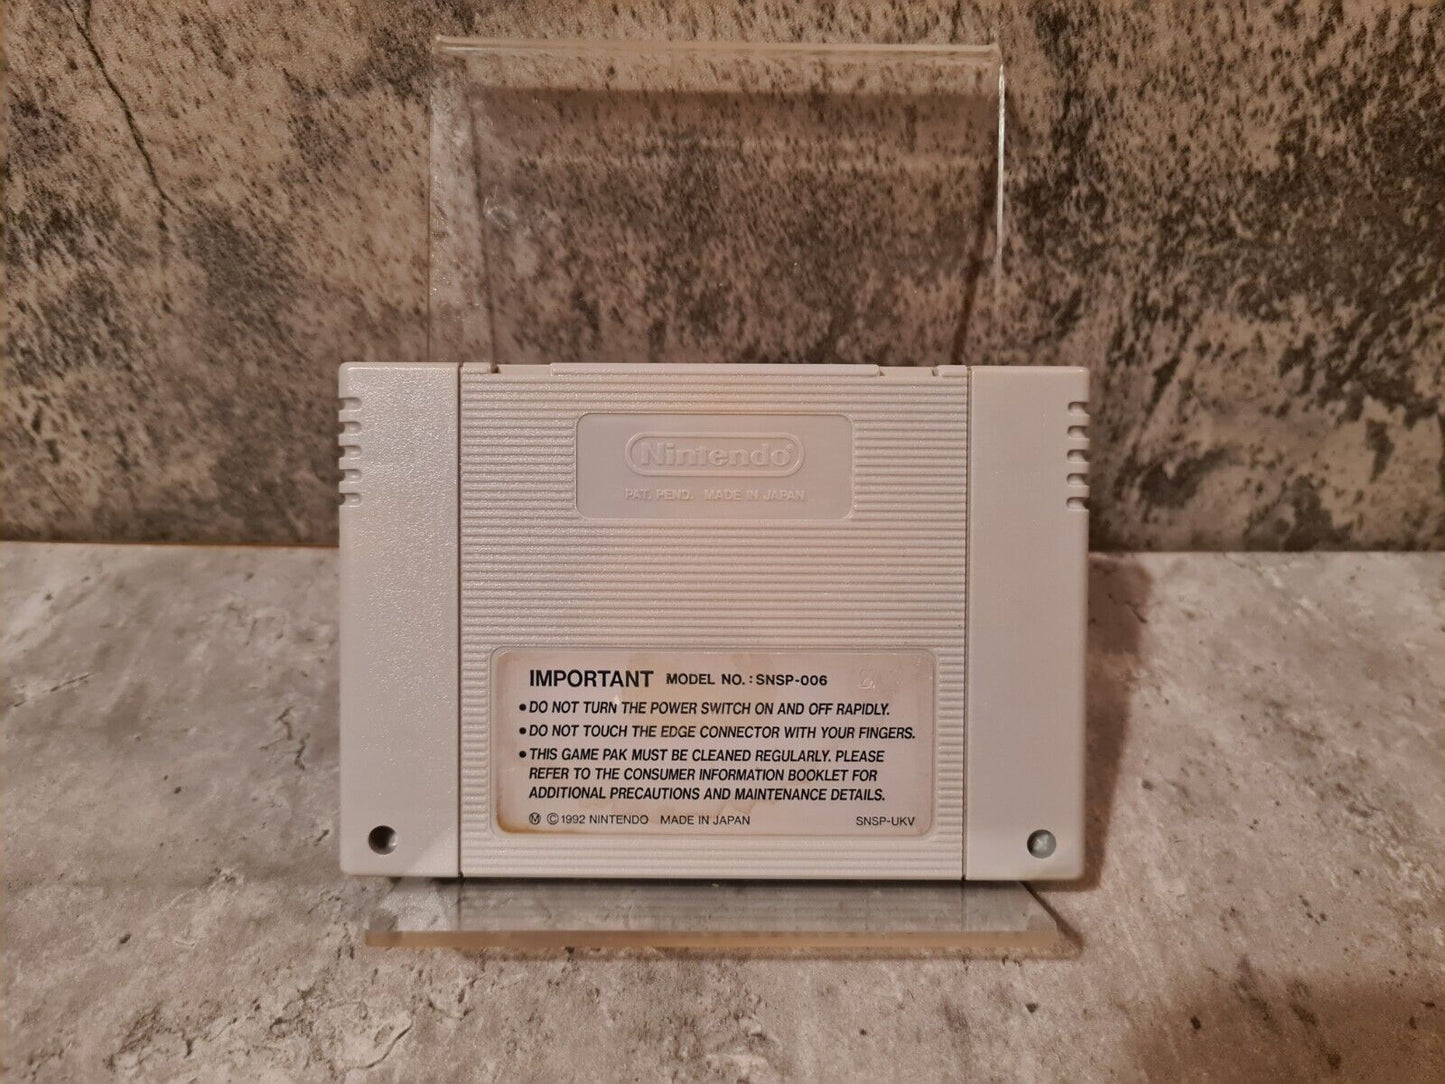 Nintendo
PAT. PEND. MADE IN JAPAN
IMPORTANT MODEL NO.: SNSP-006
• DO NOT TURN THE POWER SWITCH ON AND OFF RAPIDLY.
• DO NOT TOUCH THE EDGE CONNECTOR WITH YOUR FINGERS.
• THIS GAME PAK MUST BE CLEANED REGULARLY. PLEASE
REFER TO THE CONSUMER INFORMATION BOOKLET FOR
ADDITIONAL PRECAUTIONS AND MAINTENANCE DETAILS.
Ⓜ © 1992 NINTENDO MADE IN JAPAN SNSP-UKV